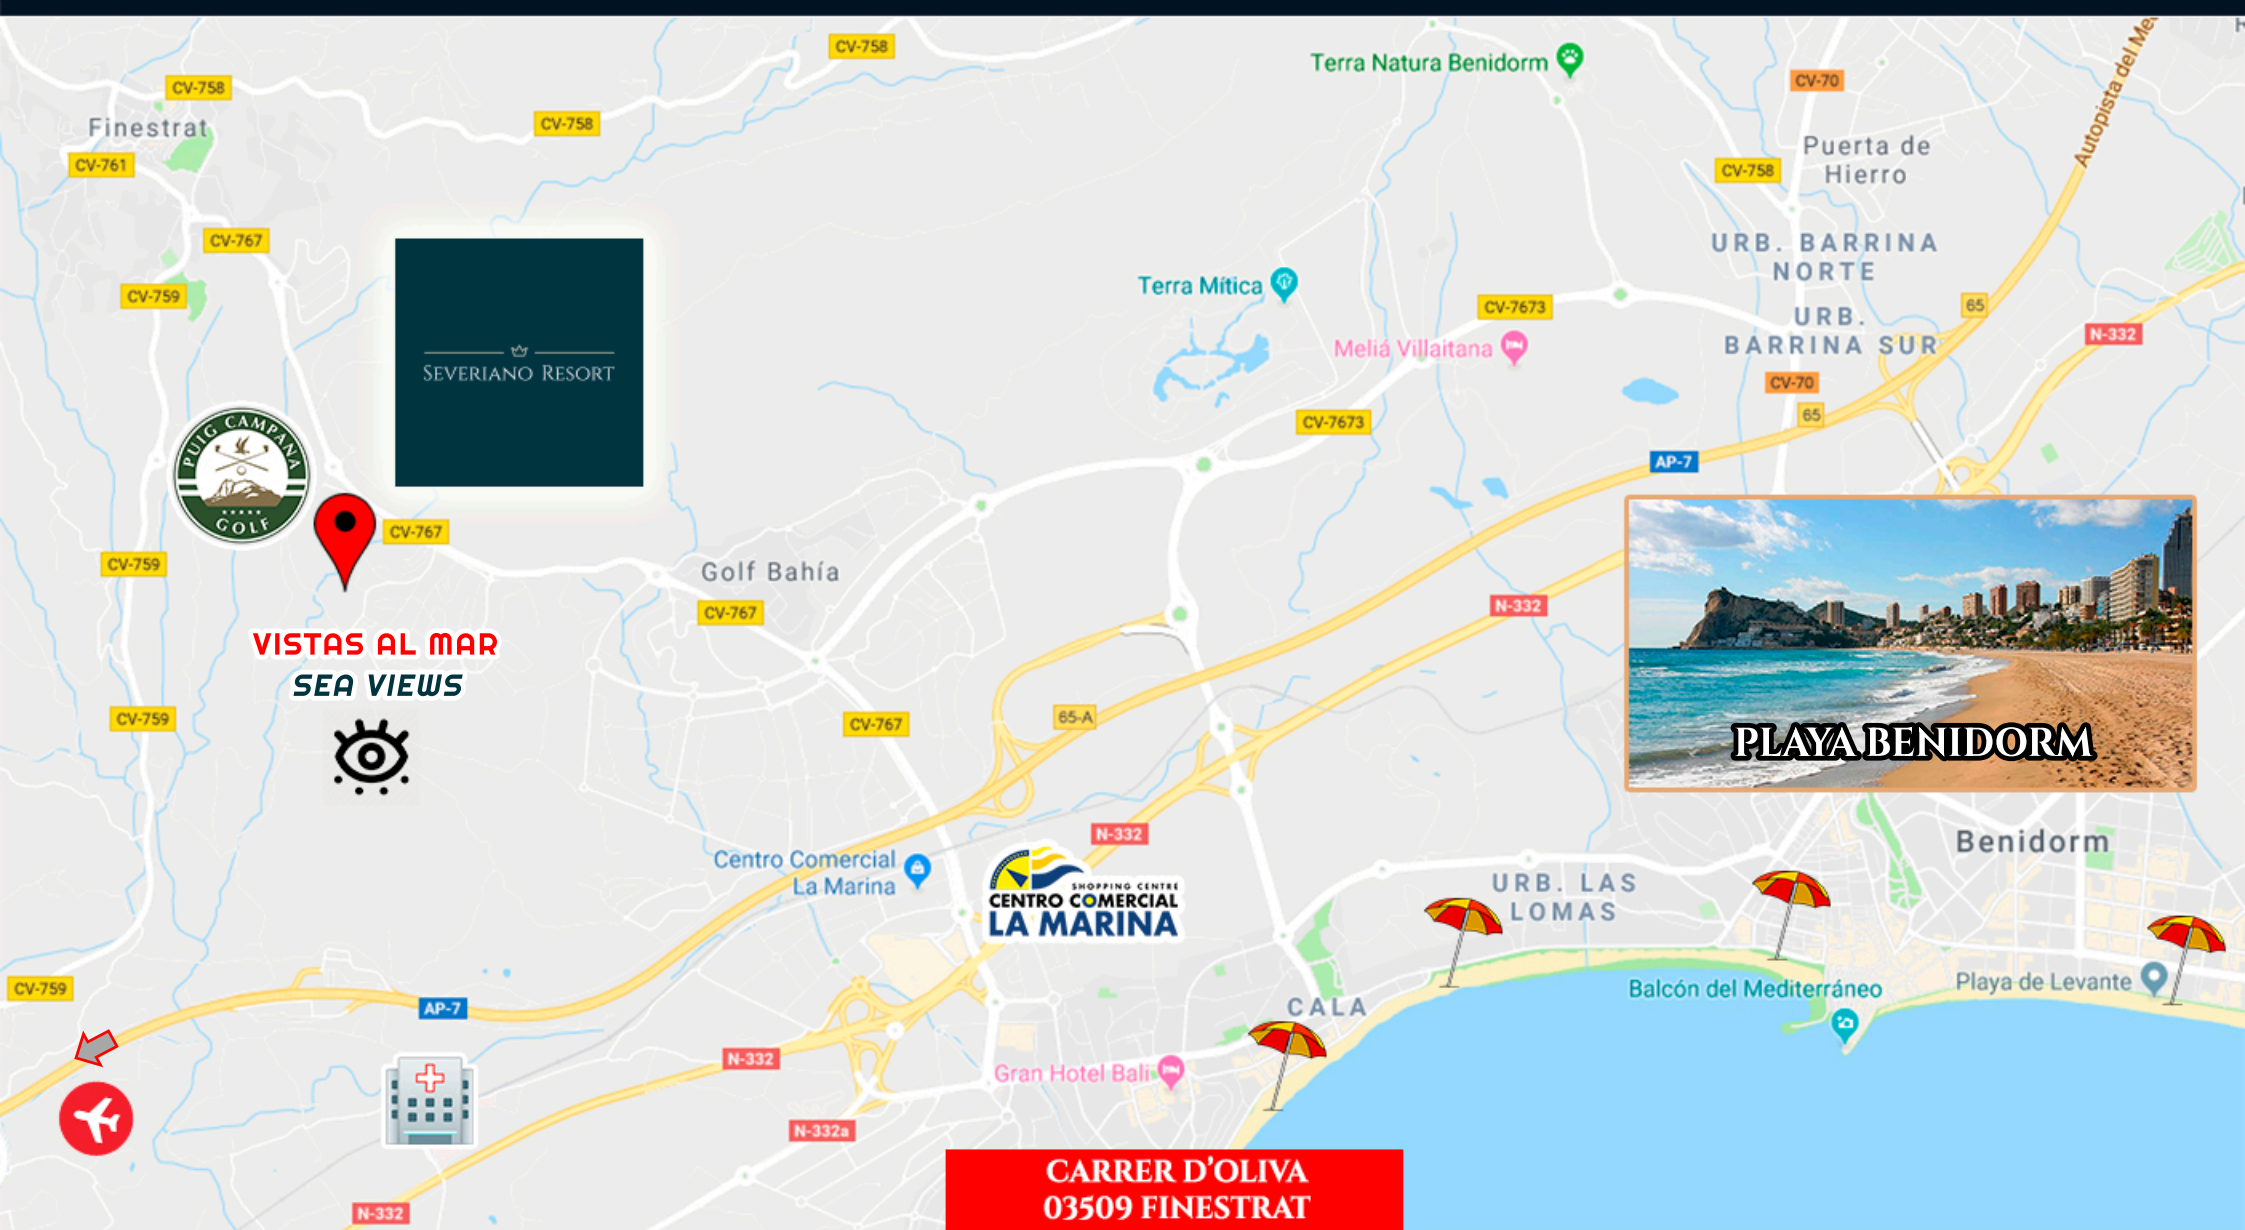 CV-758
CV-758
CV-758
Finestrat
CV-761
CV-767
CV-759
Terra Natura Benidorm
CV-70
Autopista del Me
Puerta de
Hierro
CV-758
URB. BARRINA
NORTE
URB.
BARRINA SUR
65
N-332
CV-70
65
Terra Mítica
CV-7673
Meliá Villaitana
CV-7673
AP-7
SEVERIANO RESORT
PUIG CAMPANA
GOLF
CV-767
CV-759
Golf Bahía
CV-767
N-332
VISTAS AL MAR
SEA VIEWS
CV-759
CV-767
65-A
PLAYA BENIDORM
N-332
Centro Comercial
La Marina
SHOPPING CENTRE
CENTRO COMERCIAL
LA MARINA
Benidorm
URB. LAS
LOMAS
CV-759
AP-7
CALA
Balcón del Mediterráneo
Playa de Levante
N-332
Gran Hotel Bali
N-332a
N-332
CARRER D'OLIVA
03509 FINESTRAT